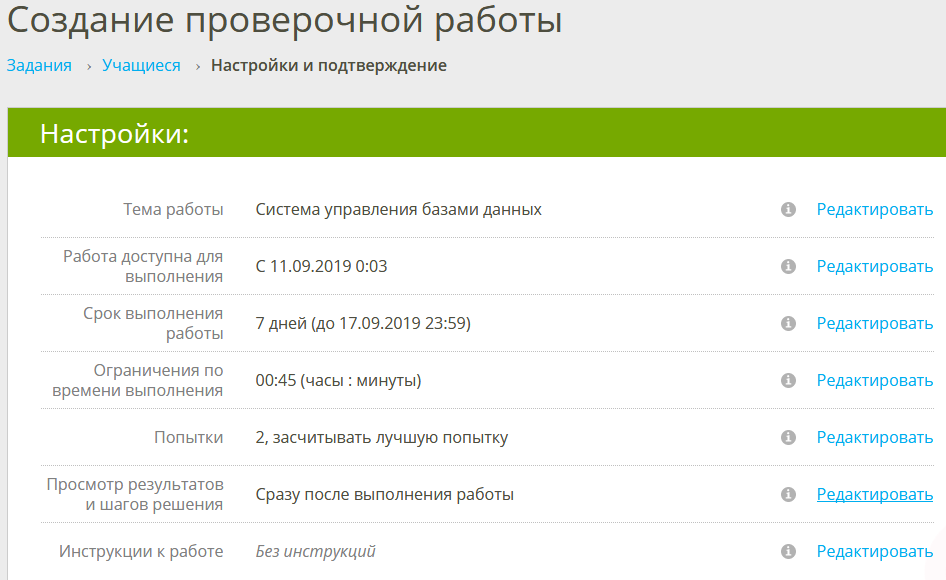 Создание проверочной работы
Задания › Учащиеся › Настройки и подтверждение
Настройки:
Тема работы Система управления базами данных Редактировать
Работа доступна для
выполнения С 11.09.2019 0:03 Редактировать
Срок выполнения
работы 7 дней (до 17.09.2019 23:59) Редактировать
Ограничения по
времени выполнения 00:45 (часы : минуты) Редактировать
Попытки 2, засчитывать лучшую попытку Редактировать
Просмотр результатов
и шагов решения Сразу после выполнения работы Редактировать
Инструкции к работе Без инструкций Редактировать